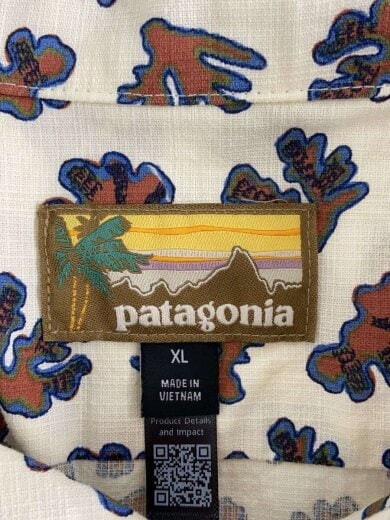 patagonia
XL
MADE IN
VIETNAM
Product Details
and Impact